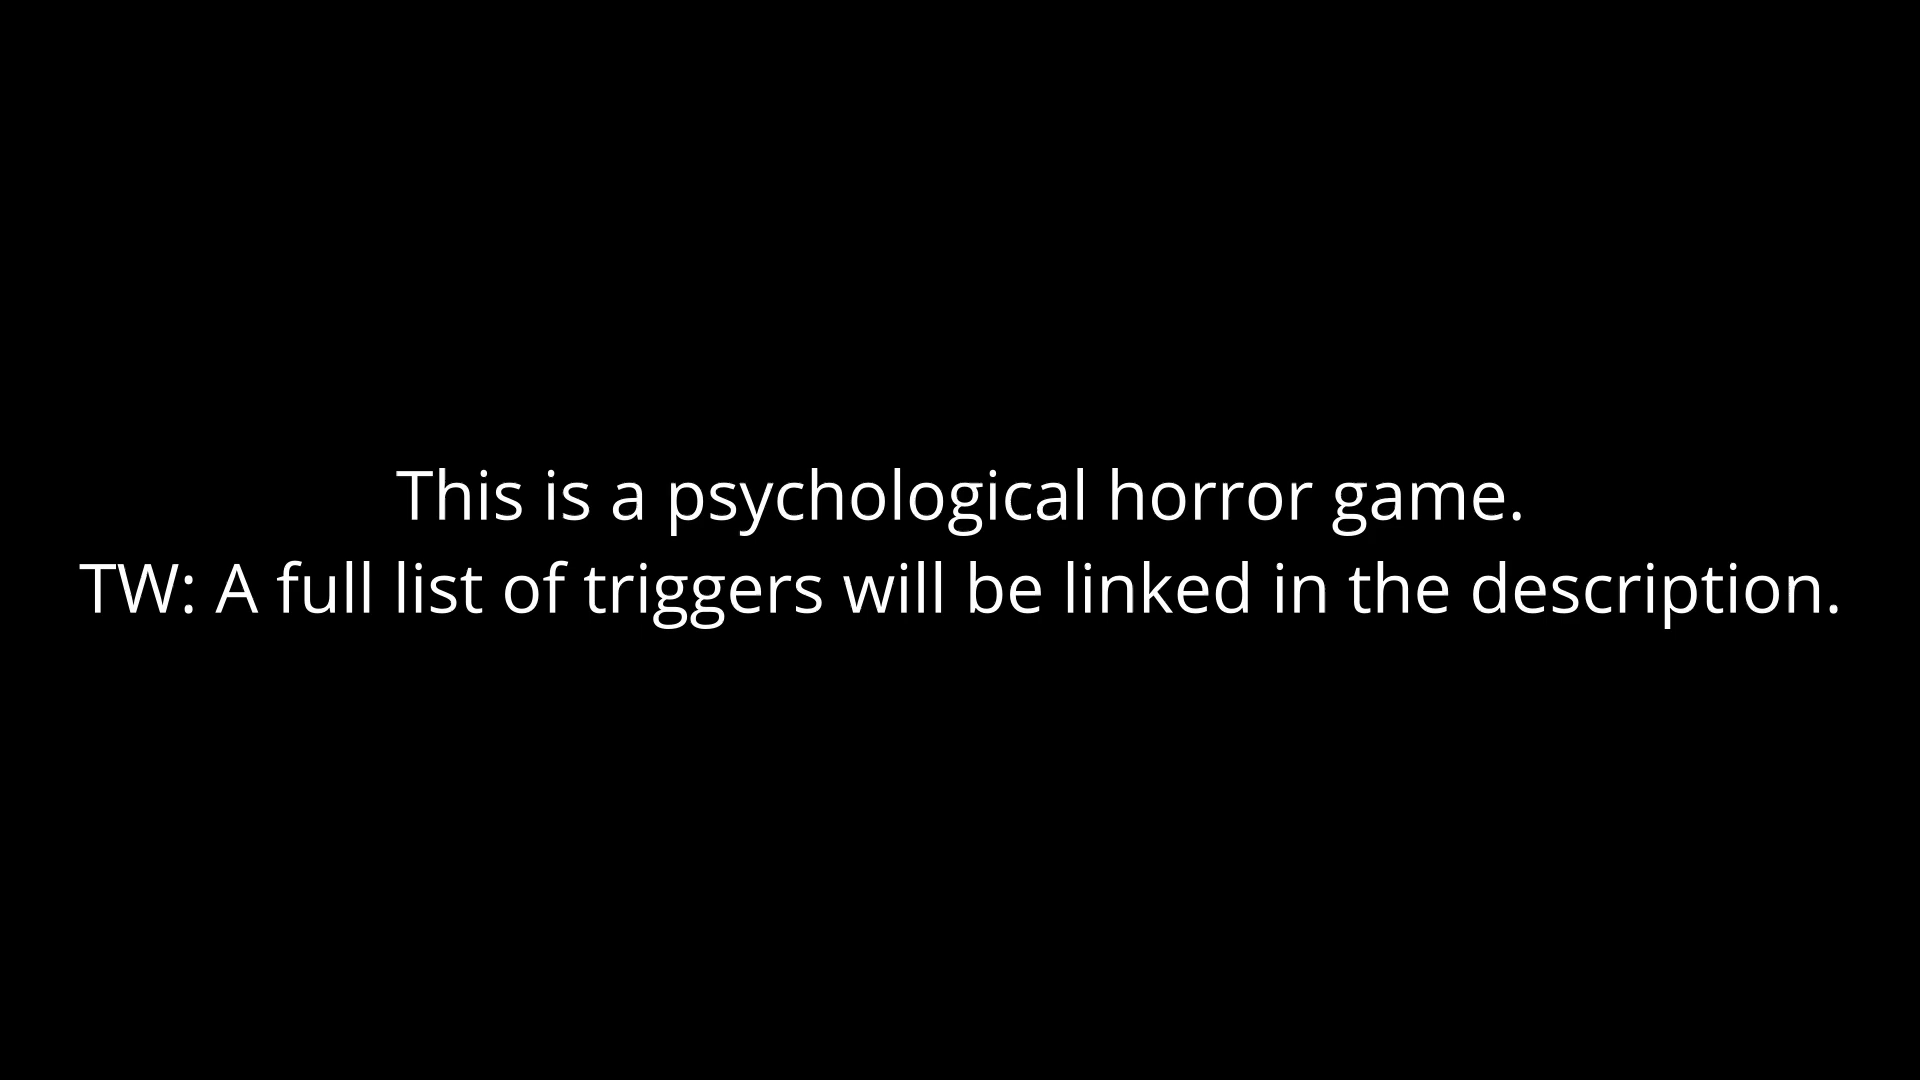 This is a psychological horror game.
TW: A full list of triggers will be linked in the description.